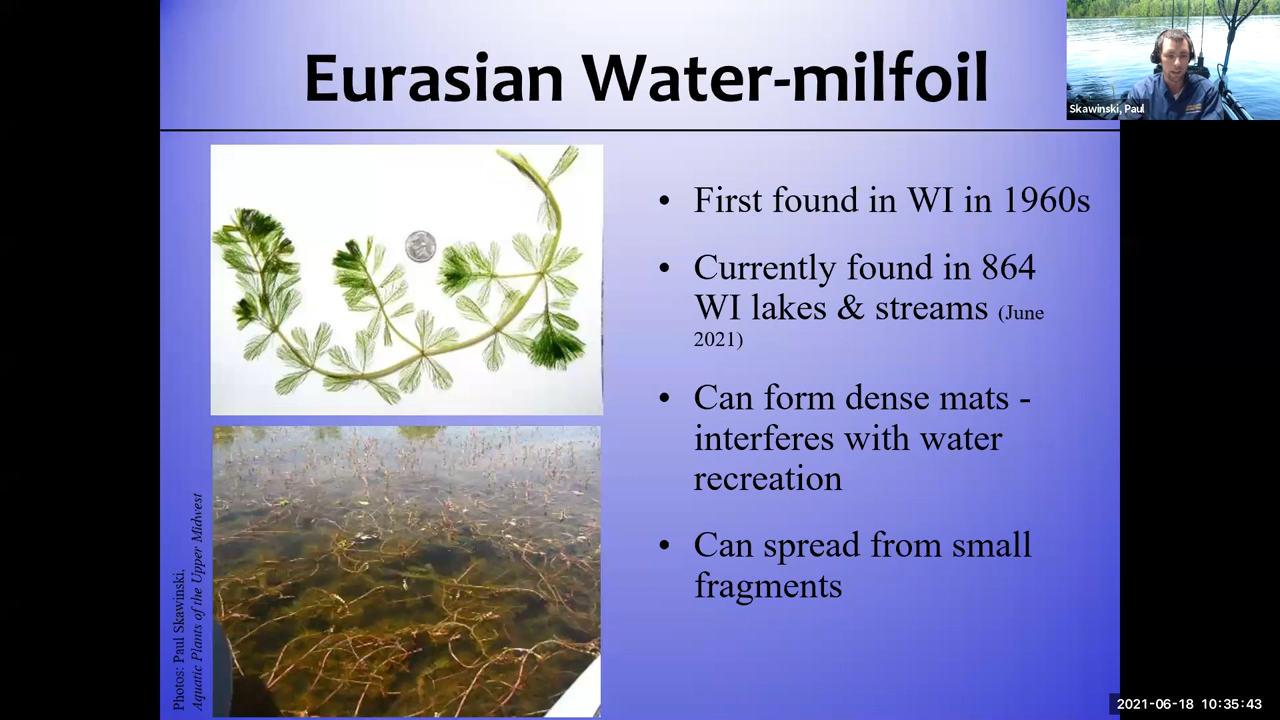 Eurasian Water-milfoil
Skawinski, Paul
• First found in WI in 1960s
• Currently found in 864
WI lakes & streams (June
2021)
• Can form dense mats -
interferes with water
recreation
• Can spread from small
fragments
Photos: Paul Skawinski,
Aquatic Plants of the Upper Midwest
2021-06-18 10:35:43